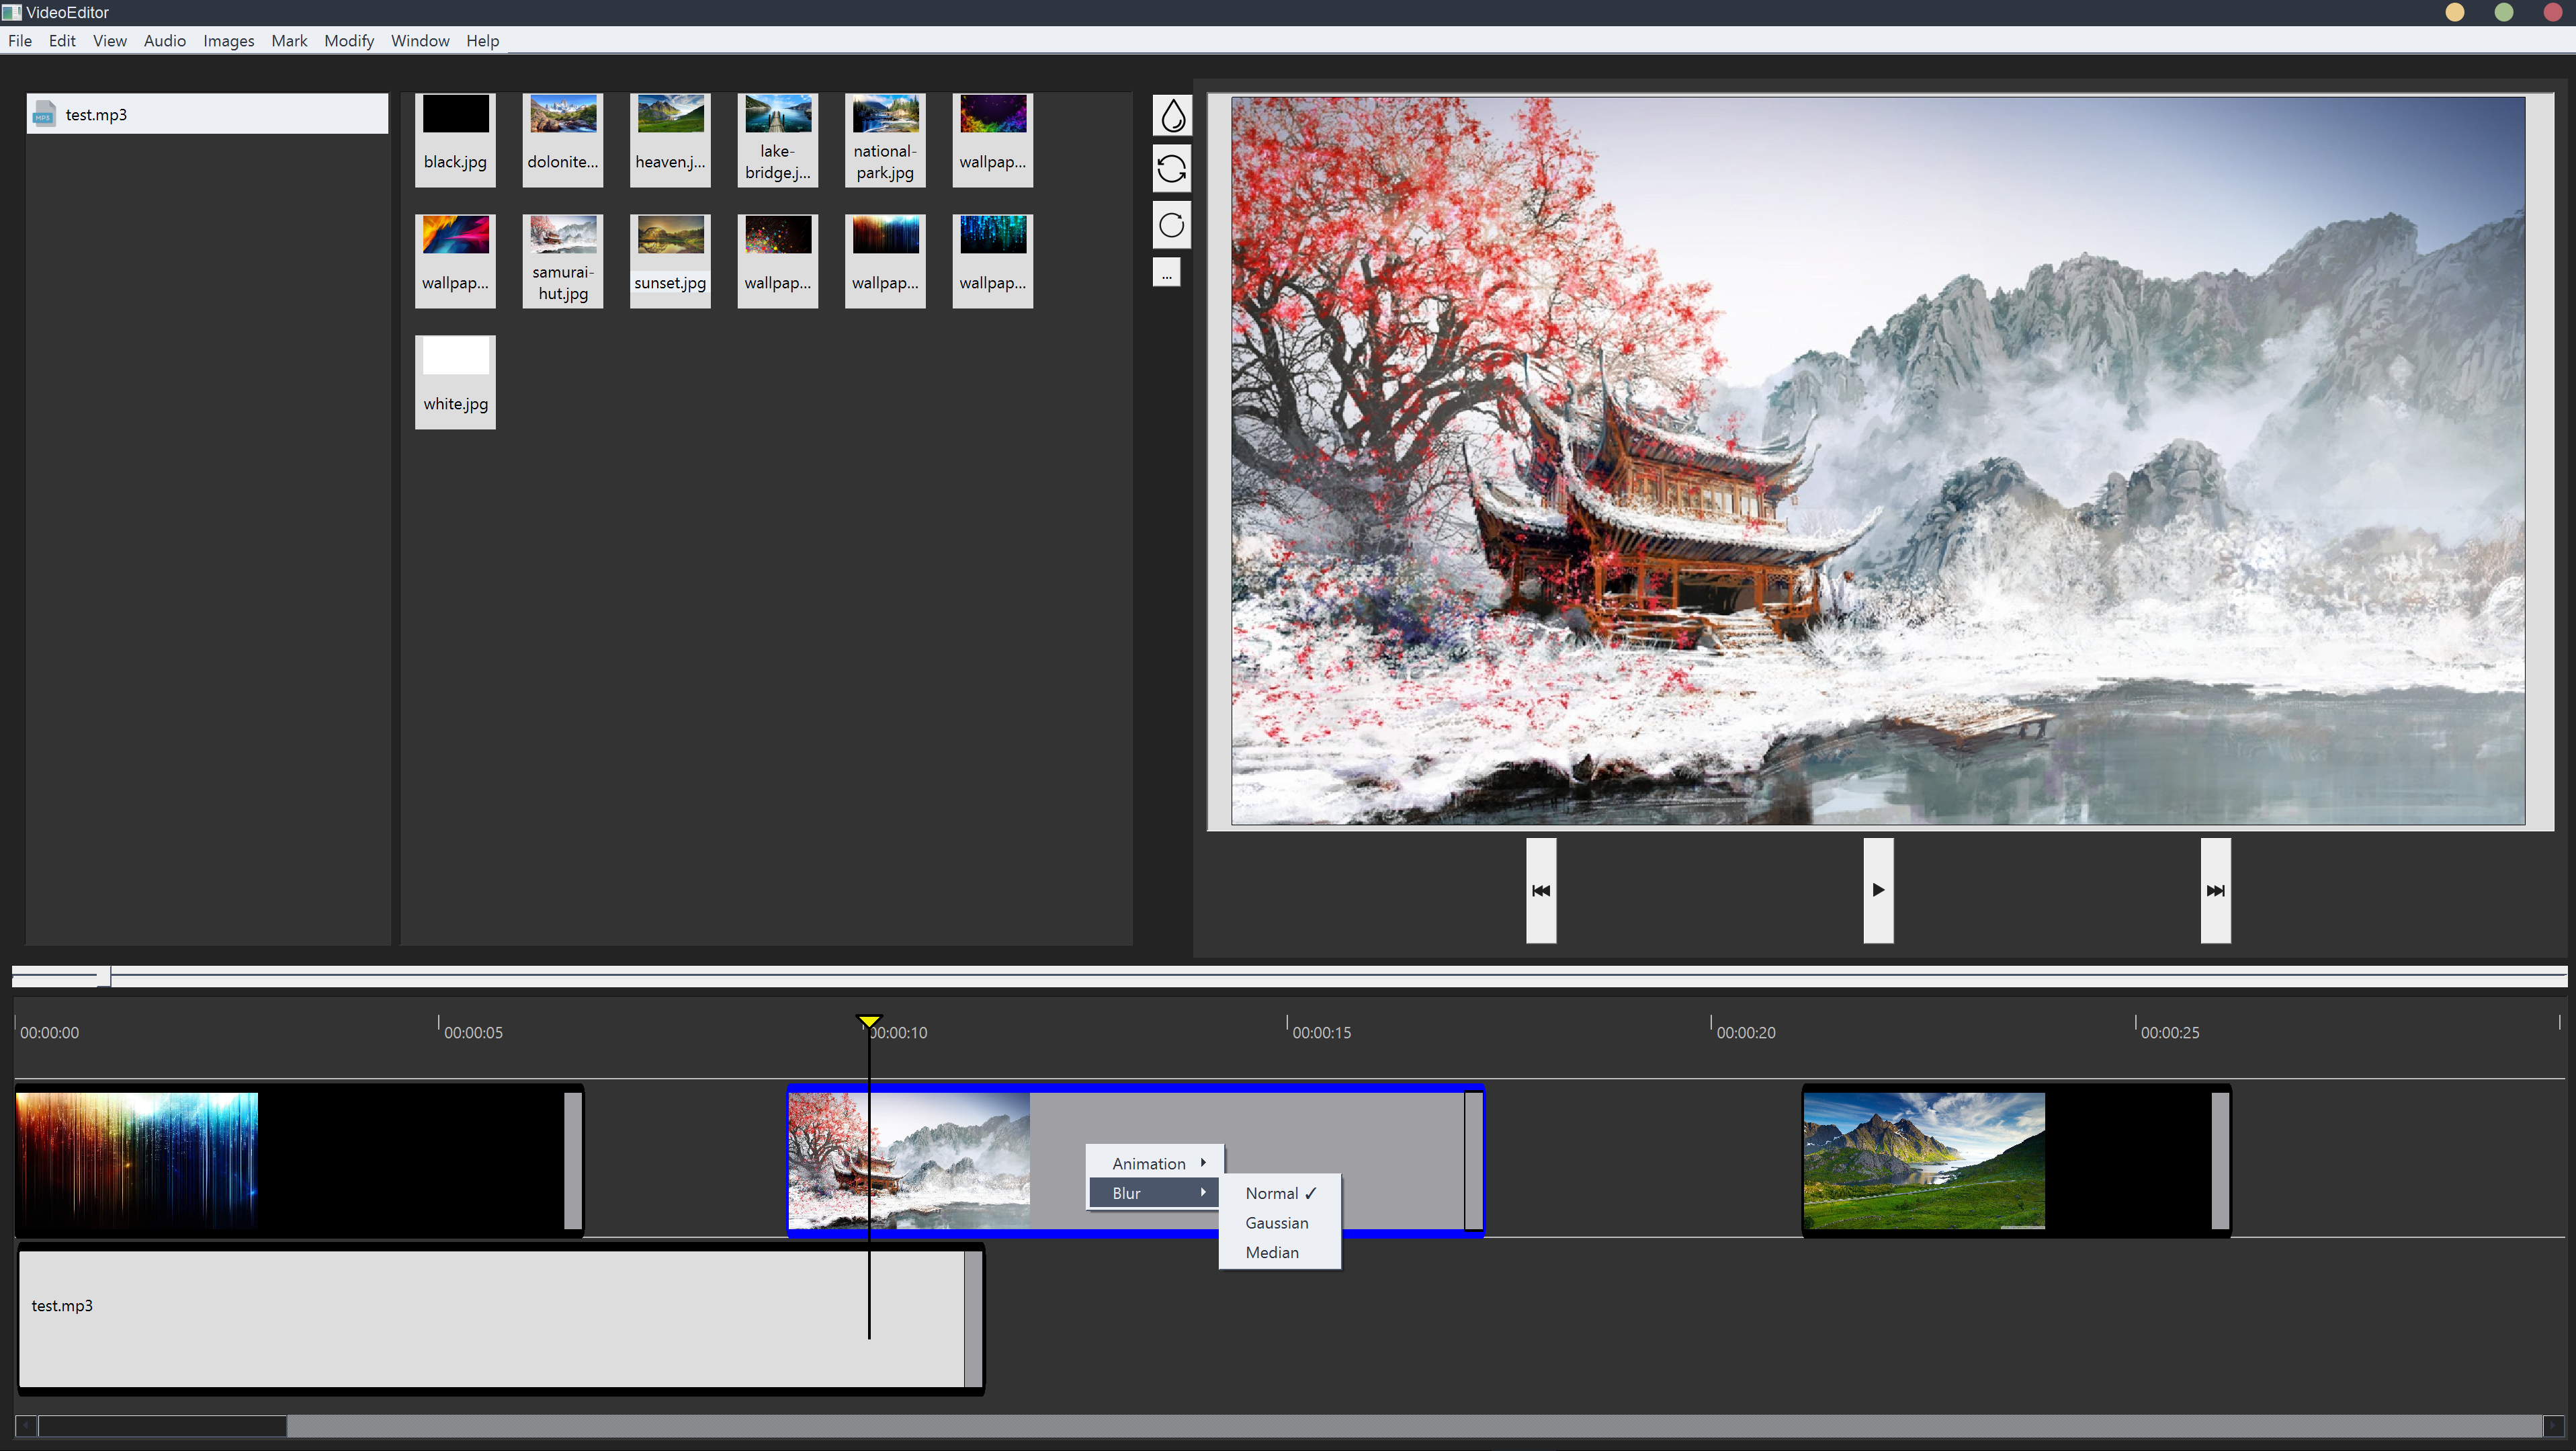 VideoEditor
File Edit View Audio Images Mark Modify Window Help
MP3 test.mp3
black.jpg
dolonite...
heaven.j...
lake-
bridge.j...
national-
park.jpg
wallpap...
wallpap...
samurai-
hut.jpg
sunset.jpg
wallpap...
wallpap...
wallpap...
white.jpg
...
00:00:00 00:00:05 00:00:10 00:00:15 00:00:20 00:00:25
Animation
Blur
Normal ✓
Gaussian
Median
test.mp3